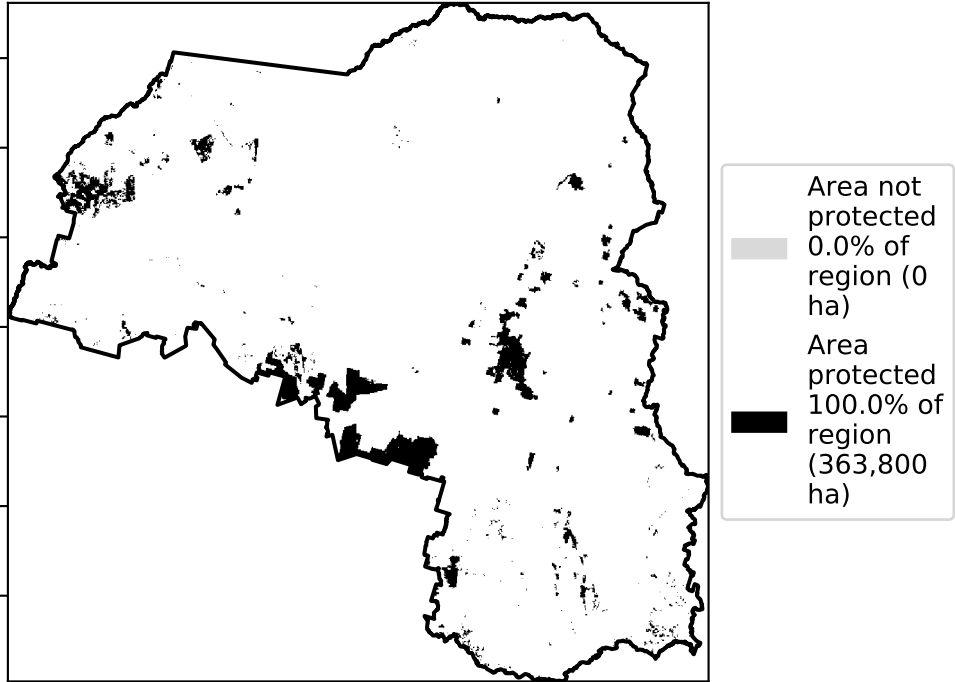 Area not
protected
0.0% of
region (0
ha)
Area
protected
100.0% of
region
(363,800
ha)